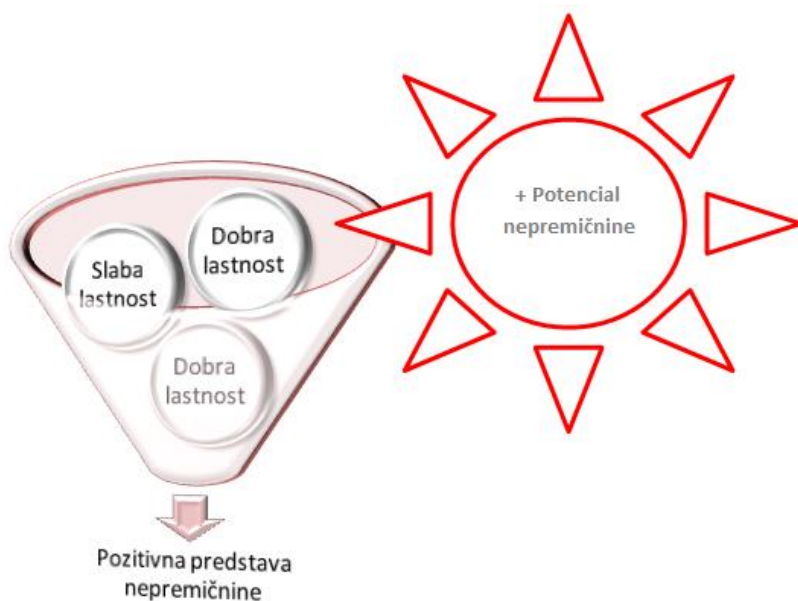 + Potencial
nepremičnine
Dobra
lastnost
Slaba
lastnost
Dobra
lastnost
Pozitivna predstava
nepremičnine